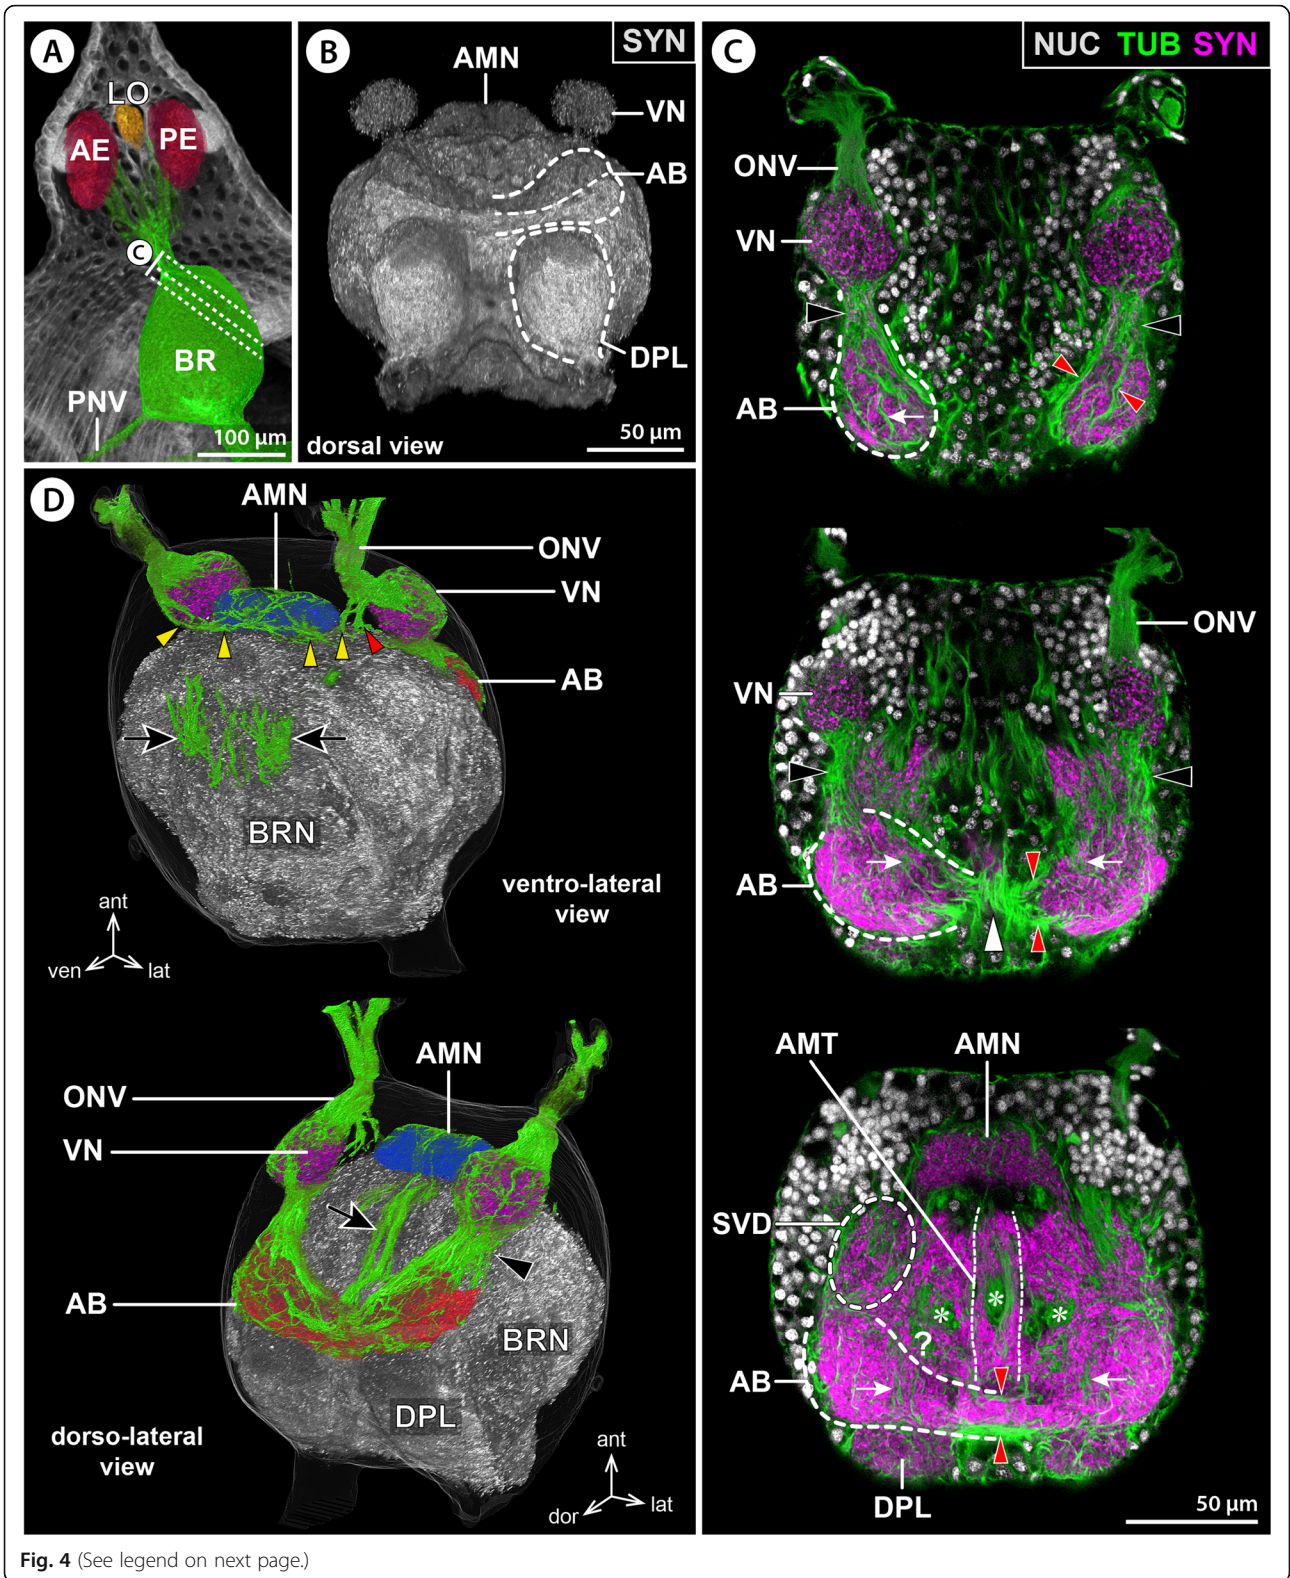 A
LO
AE
PE
C
BR
PNV
100 µm
B
SYN
AMN
VN
AB
DPL
dorsal view
50 µm
C
NUC TUB SYN
ONV
VN
AB
ONV
VN
AB
AMT
AMN
SVD
*
*
*
?
AB
DPL
50 µm
D
AMN
ONV
VN
AB
BRN
ventro-lateral
view
ant
ven
lat
AMN
ONV
VN
AB
BRN
DPL
dorso-lateral
view
ant
dor
lat
Fig. 4 (See legend on next page.)